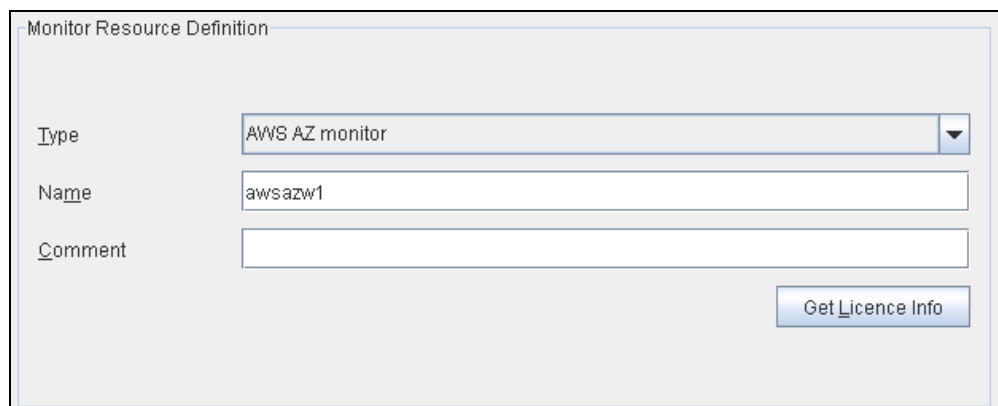 Monitor Resource Definition
Type AWS AZ monitor
Name awsazw1
Comment
Get Licence Info